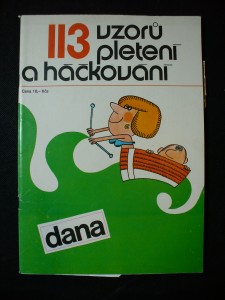 113 vzorů
pletení
a háčkování
dana